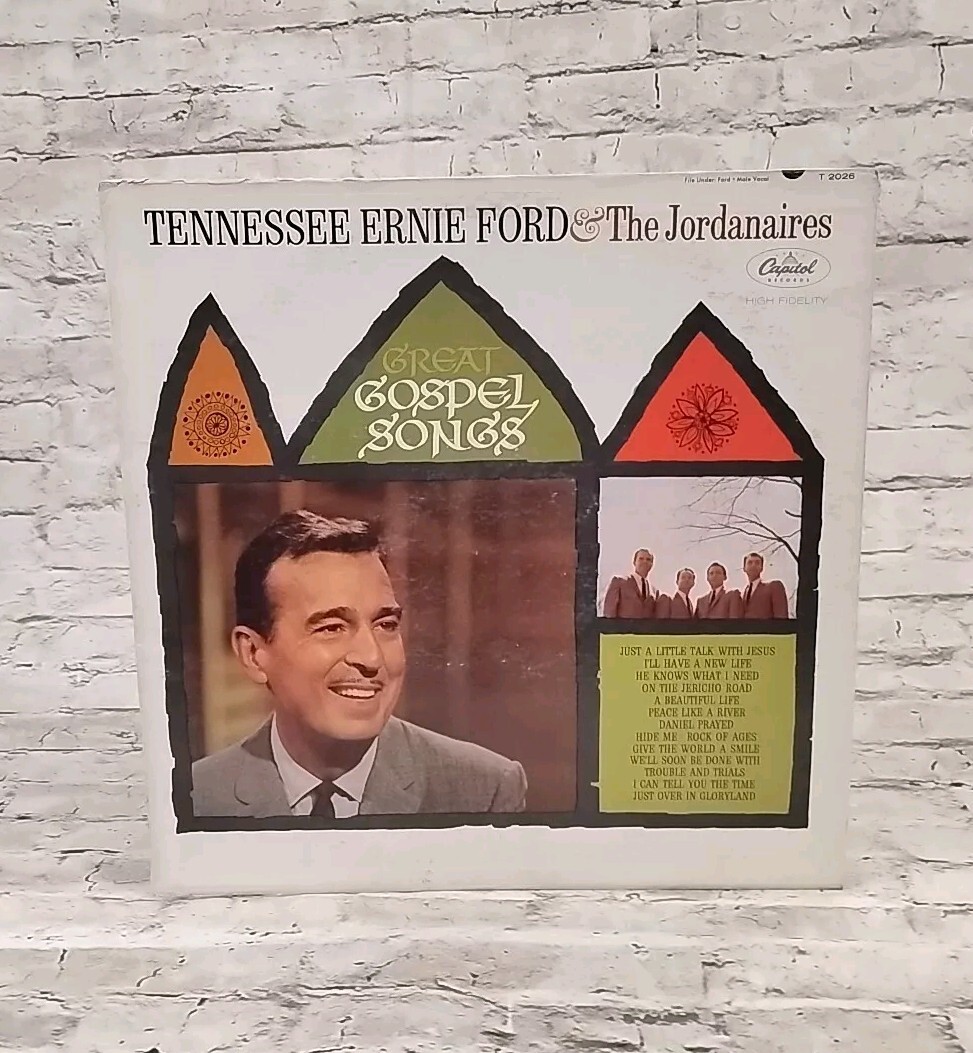 File Under: Ford • Male Vocal
T 2026
TENNESSEE ERNIE FORD & The Jordanaires
Capitol
RECORDS
HIGH FIDELITY
GREAT
GOSPEL
SONGS
JUST A LITTLE TALK WITH JESUS
I'LL HAVE A NEW LIFE
HE KNOWS WHAT I NEED
ON THE JERICHO ROAD
A BEAUTIFUL LIFE
PEACE LIKE A RIVER
DANIEL PRAYED
HIDE ME ROCK OF AGES
GIVE THE WORLD A SMILE
WE'LL SOON BE DONE WITH
TROUBLE AND TRIALS
I CAN TELL YOU THE TIME
JUST OVER IN GLORYLAND